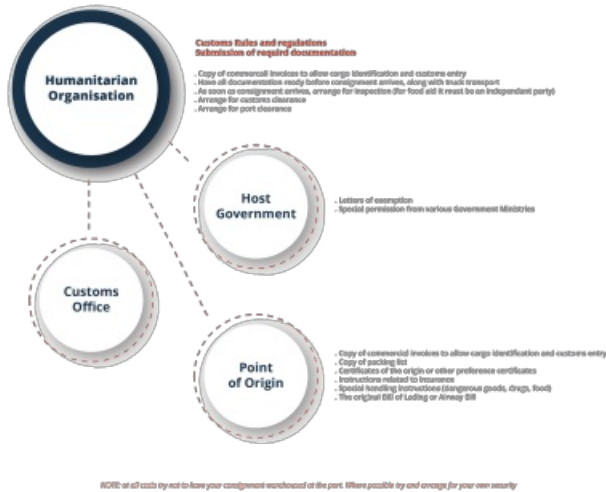 Customs Rules and regulations
Submission of requird documentation
Humanitarian
Organisation
. Copy of commercail invoices to allow cargo identification and customs entry
. Have all documentation ready before consignment arrives, along with truck transport
. As soon as consignment arrives, arrange for inspection (for food aid it must be an independent party)
. Arrange for customs clearance
. Arrange for port clearance
Host
Government
. Letters of exemption
. Special permission from various Government Ministries
Customs
Office
Point
of Origin
. Copy of commercial invoices to allow cargo identification and customs entry
. Copy of packing list
. Certificates of the origin or other preference certificates
. Instructions related to insurance
. Special handling instructions (dangerous goods, drugs, food)
. The original Bill of Lading or Airway Bill
NOTE: at all costs try not to have your consignment warehoused at the port. Where possible try and arrange for your own security